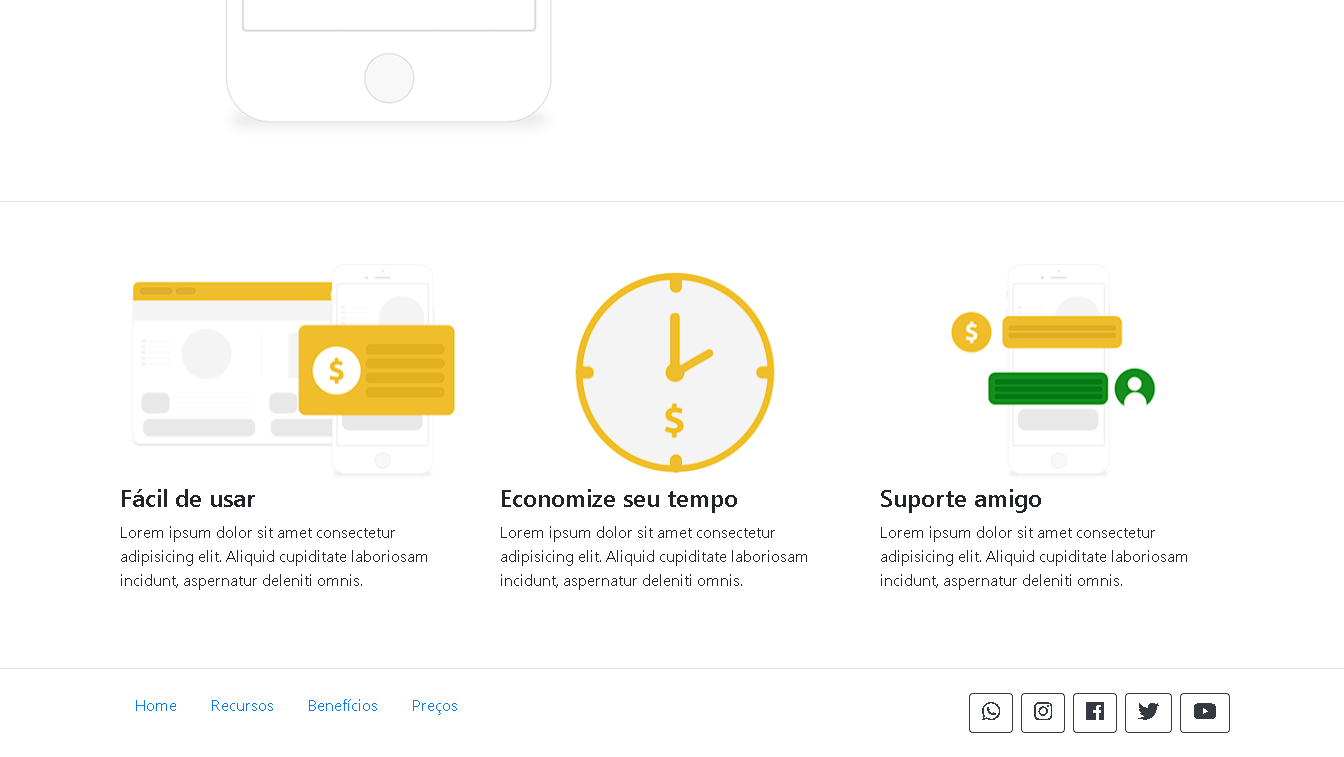 $
$
$
Fácil de usar
Lorem ipsum dolor sit amet consectetur
adipisicing elit. Aliquid cupiditate laboriosam
incidunt, aspernatur deleniti omnis.
Economize seu tempo
Lorem ipsum dolor sit amet consectetur
adipisicing elit. Aliquid cupiditate laboriosam
incidunt, aspernatur deleniti omnis.
Suporte amigo
Lorem ipsum dolor sit amet consectetur
adipisicing elit. Aliquid cupiditate laboriosam
incidunt, aspernatur deleniti omnis.
Home Recursos Benefícios Preços